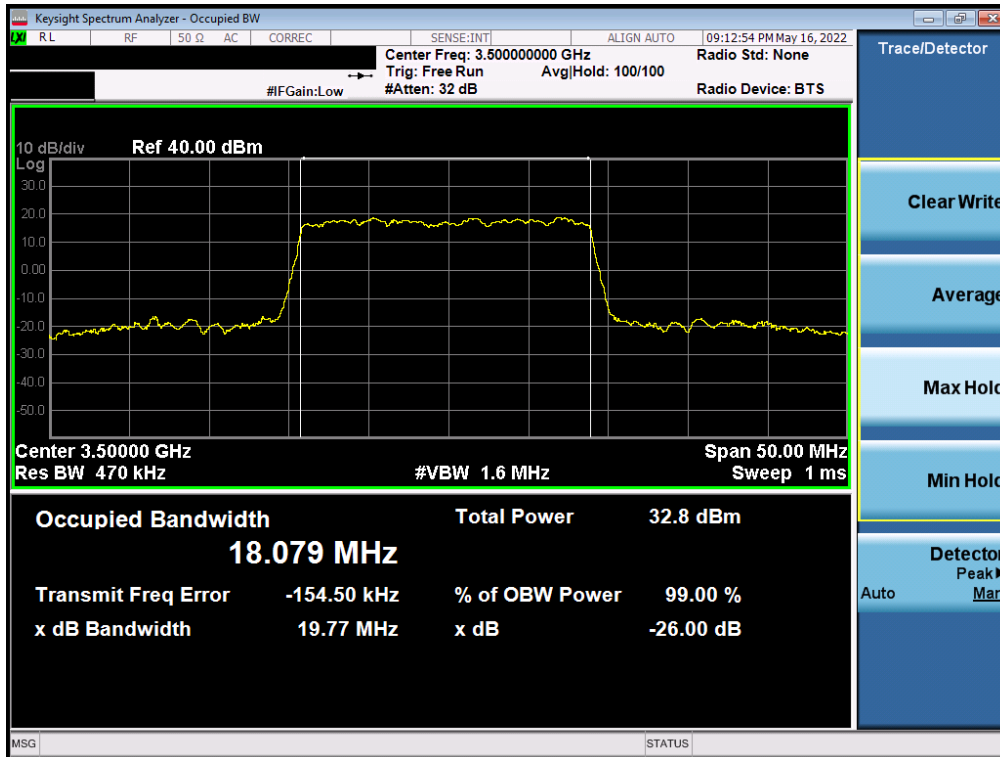 Keysight Spectrum Analyzer - Occupied BW
LXI RL RF 50 Ω AC CORREC SENSE:INT ALIGN AUTO 09:12:54 PM May 16, 2022
Center Freq: 3.500000000 GHz Radio Std: None
Trig: Free Run Avg|Hold: 100/100
#IFGain:Low #Atten: 32 dB Radio Device: BTS
Trace/Detector
10 dB/div Ref 40.00 dBm
Log
30.0
20.0
10.0
0.00
-10.0
-20.0
-30.0
-40.0
-50.0
Center 3.50000 GHz Span 50.00 MHz
Res BW 470 kHz #VBW 1.6 MHz Sweep 1 ms
Occupied Bandwidth Total Power 32.8 dBm
18.079 MHz
Transmit Freq Error -154.50 kHz % of OBW Power 99.00 %
x dB Bandwidth 19.77 MHz x dB -26.00 dB
Clear Write
Average
Max Hold
Min Hold
Detector
Peak
Auto Man
MSG STATUS